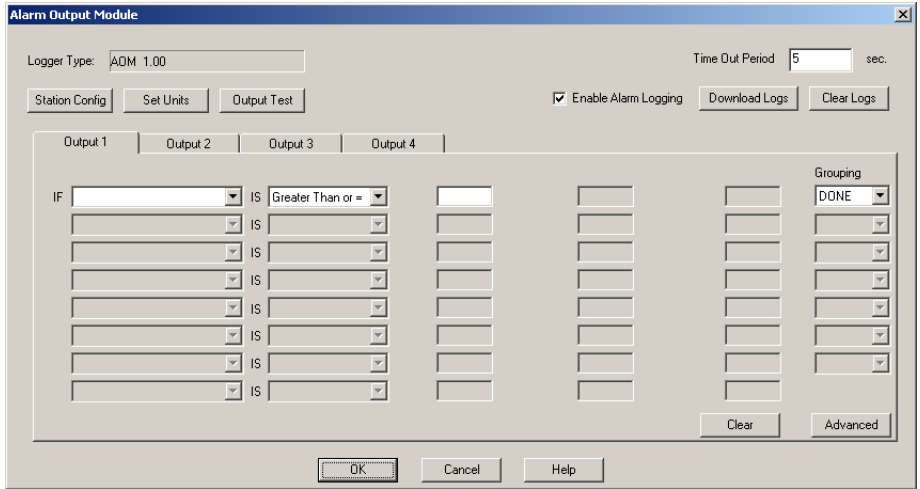 Alarm Output Module
Logger Type: AOM 1.00 Time Out Period 5 sec.
Station Config Set Units Output Test Enable Alarm Logging Download Logs Clear Logs
Output 1 Output 2 Output 3 Output 4
Grouping
IF IS Greater Than or = DONE
IS
IS
IS
IS
IS
IS
IS
Clear Advanced
OK Cancel Help